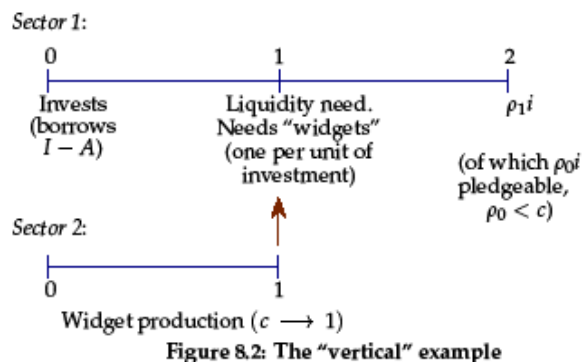 Sector 1:
0 1 2
Invests
(borrows
I − A)
Liquidity need.
Needs “widgets”
(one per unit of
investment)
ρ₁i
(of which ρ₀i
pledgeable,
ρ₀ < c)
Sector 2:
0 1
Widget production (c ⟶ 1)
Figure 8.2: The “vertical” example